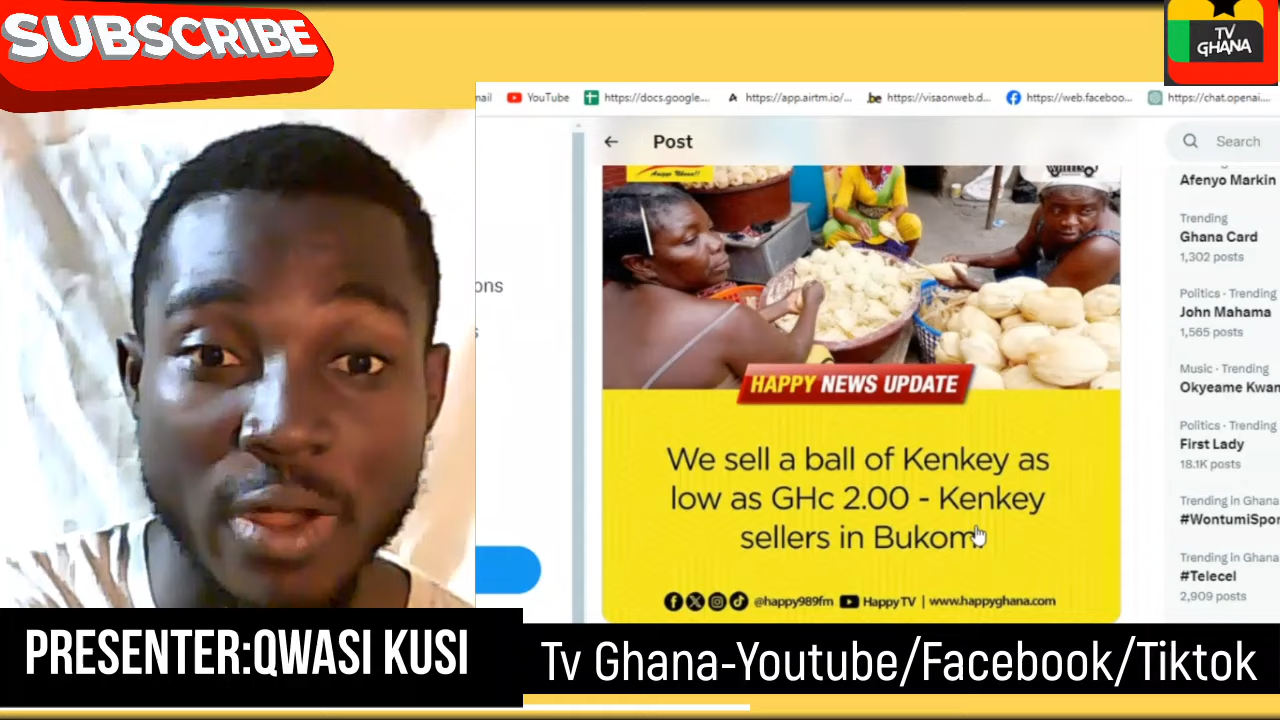 SUBSCRIBE
TV
GHANA
mail
YouTube
https://docs.google....
https://app.airtm.io/...
https://visaonweb.d...
https://web.faceboo...
https://chat.openai....
Post
Search
Afenyo Markin
Trending
Ghana Card
1,302 posts
Politics · Trending
John Mahama
1,565 posts
Music · Trending
Okyeame Kwam
Politics · Trending
First Lady
18.1K posts
Trending in Ghana
#WontumiSpor
Trending in Ghana
#Telecel
2,909 posts
ons
HAPPY NEWS UPDATE
We sell a ball of Kenkey as
low as GHc 2.00 - Kenkey
sellers in Bukom
@happy989fm HappyTV | www.happyghana.com
PRESENTER:QWASI KUSI
Tv Ghana-Youtube/Facebook/Tiktok